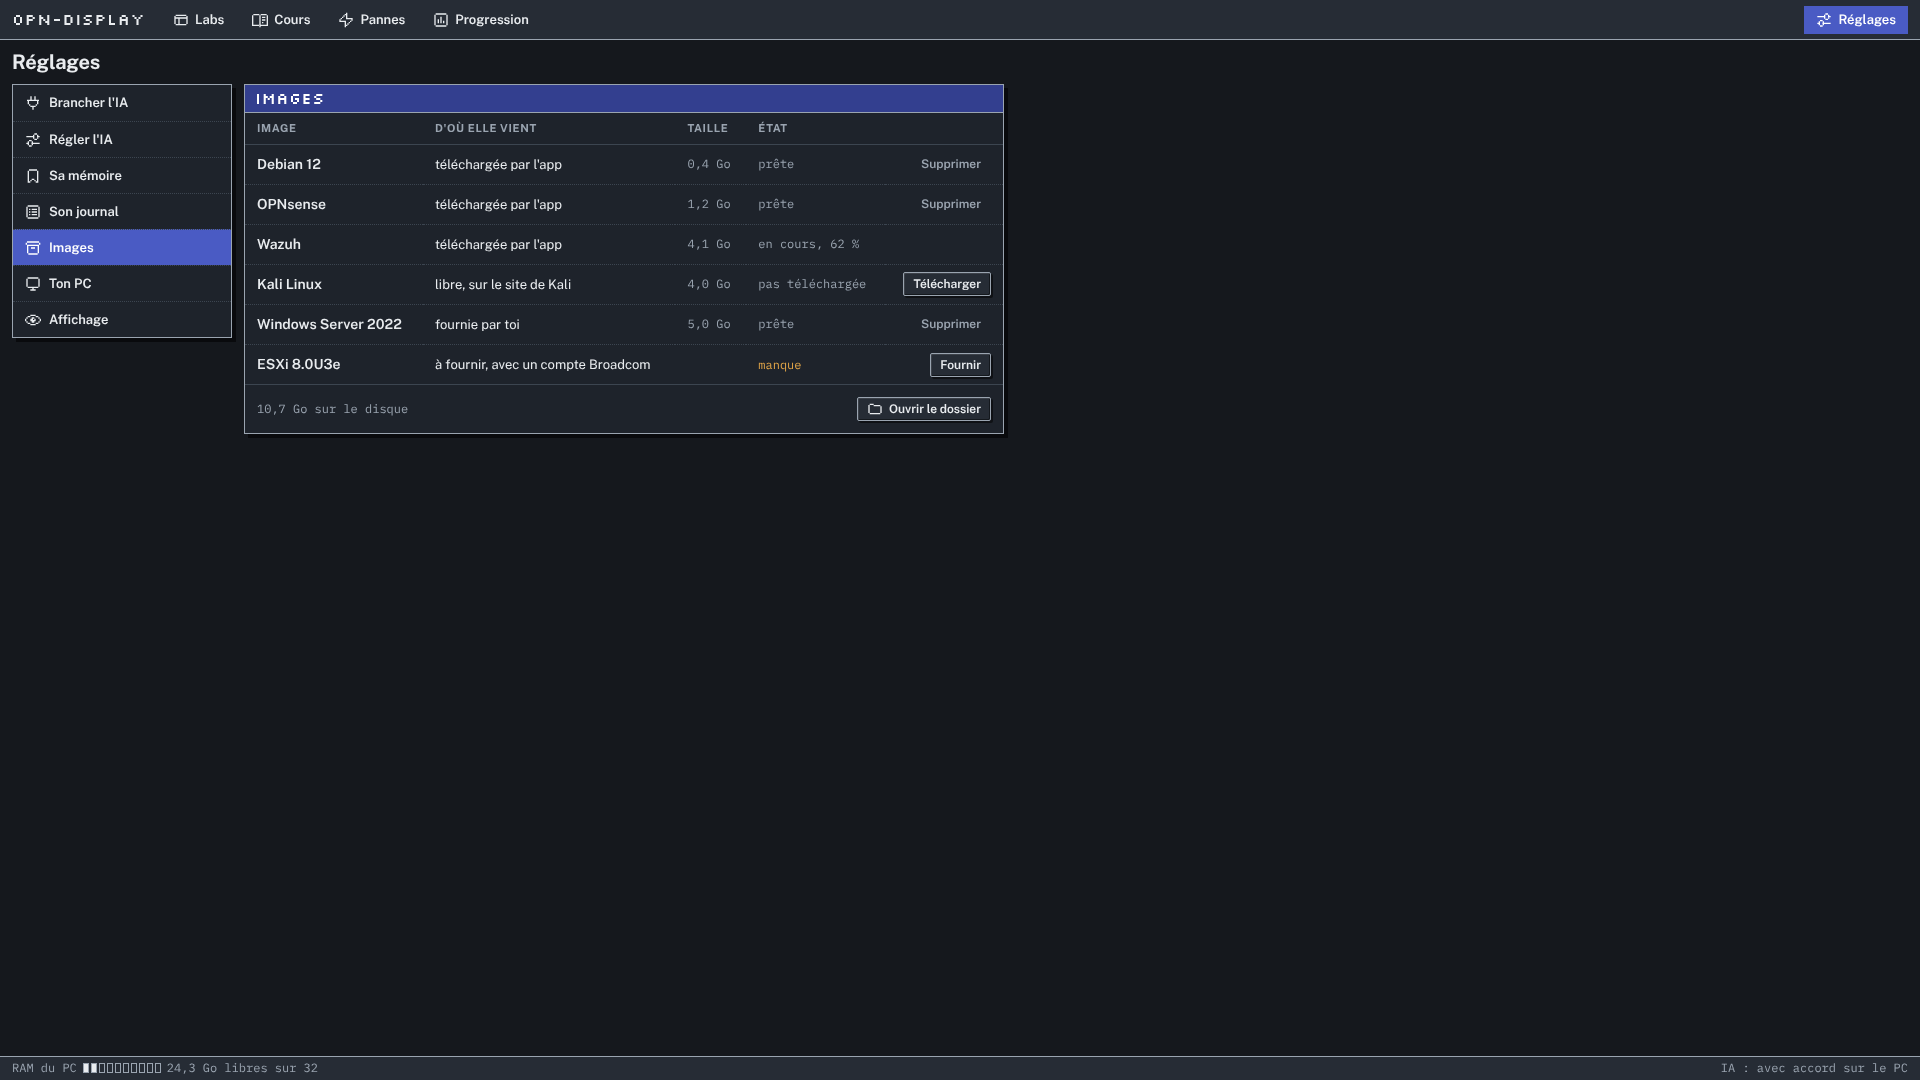 OPN-DISPLAY Labs Cours Pannes Progression Réglages
Réglages
Brancher l'IA
Régler l'IA
Sa mémoire
Son journal
Images
Ton PC
Affichage
IMAGES
IMAGE D'OÙ ELLE VIENT TAILLE ÉTAT
Debian 12 téléchargée par l'app 0,4 Go prête Supprimer
OPNsense téléchargée par l'app 1,2 Go prête Supprimer
Wazuh téléchargée par l'app 4,1 Go en cours, 62 %
Kali Linux libre, sur le site de Kali 4,0 Go pas téléchargée Télécharger
Windows Server 2022 fournie par toi 5,0 Go prête Supprimer
ESXi 8.0U3e à fournir, avec un compte Broadcom manque Fournir
10,7 Go sur le disque Ouvrir le dossier
RAM du PC 24,3 Go libres sur 32 IA : avec accord sur le PC